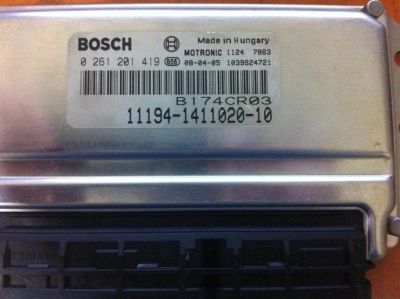 BOSCH Made in Hungary
MOTRONIC 1124 7863
0 261 201 419 656 08-04-05 1039S24721
B174CR03
11194-1411020-10